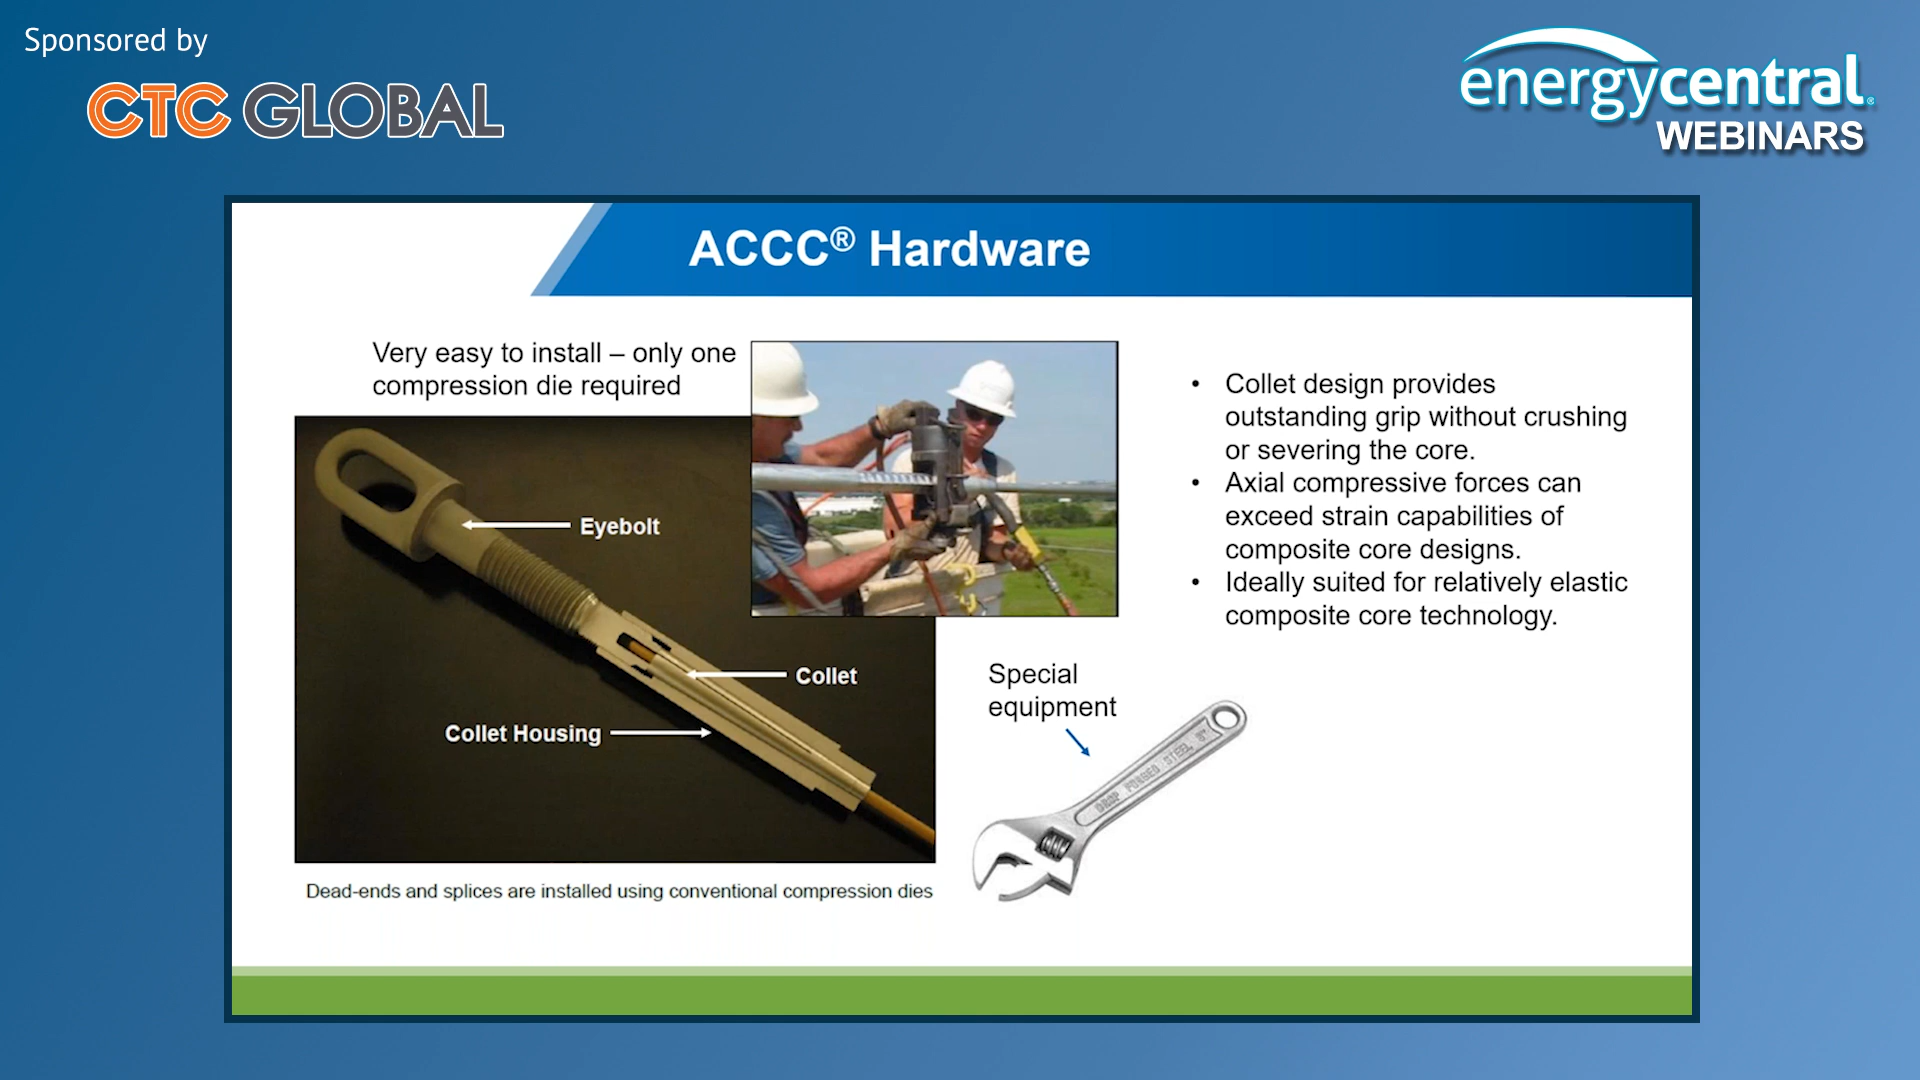 Sponsored by
CTC GLOBAL
energycentral®
WEBINARS
ACCC® Hardware
Very easy to install – only one
compression die required
Eyebolt
Collet
Collet Housing
Dead-ends and splices are installed using conventional compression dies
• Collet design provides
outstanding grip without crushing
or severing the core.
• Axial compressive forces can
exceed strain capabilities of
composite core designs.
• Ideally suited for relatively elastic
composite core technology.
Special
equipment
DROP FORGED STEEL 8"